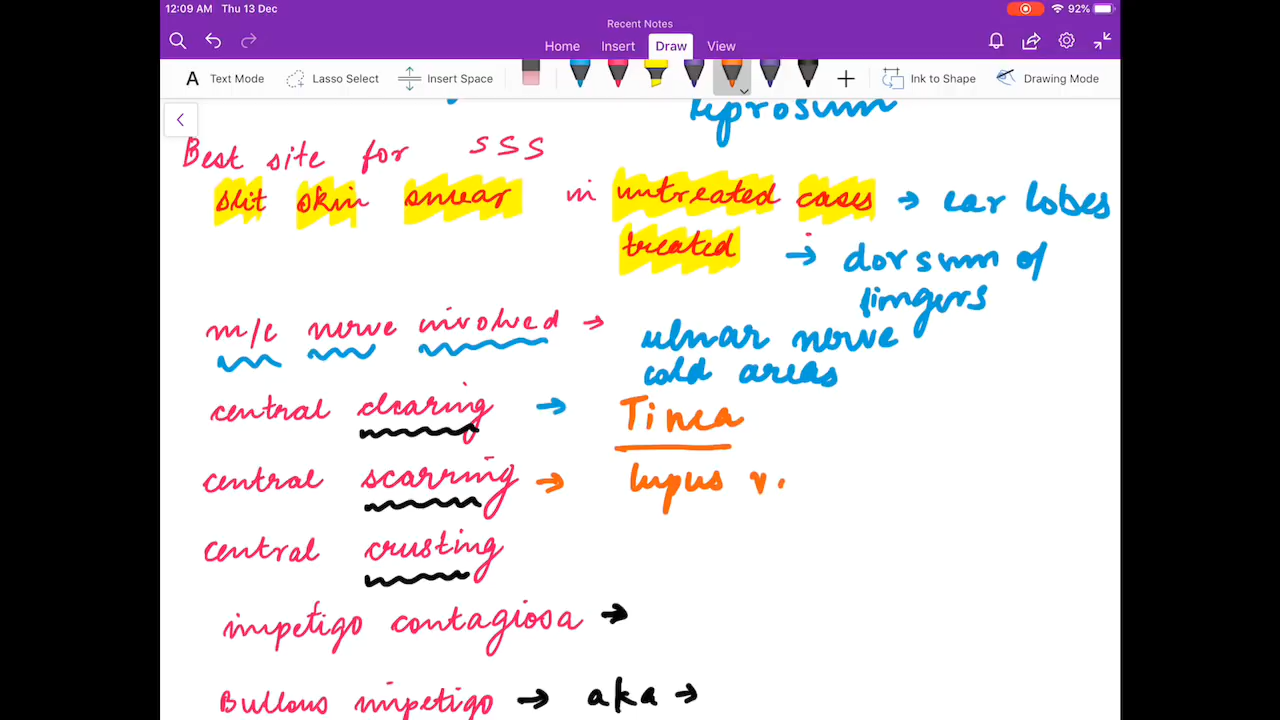 12:09 AM Thu 13 Dec
92%
Recent Notes
Home Insert Draw View
Text Mode Lasso Select Insert Space Ink to Shape Drawing Mode
leprosum
Best site for SSS
slit skin smear in untreated cases → ear lobes
treated → dorsum of
fingers
m/c nerve involved → ulnar nerve
cold areas
central clearing → Tinea
central scarring → lupus v.
central crusting
impetigo contagiosa →
Bullous impetigo → aka →